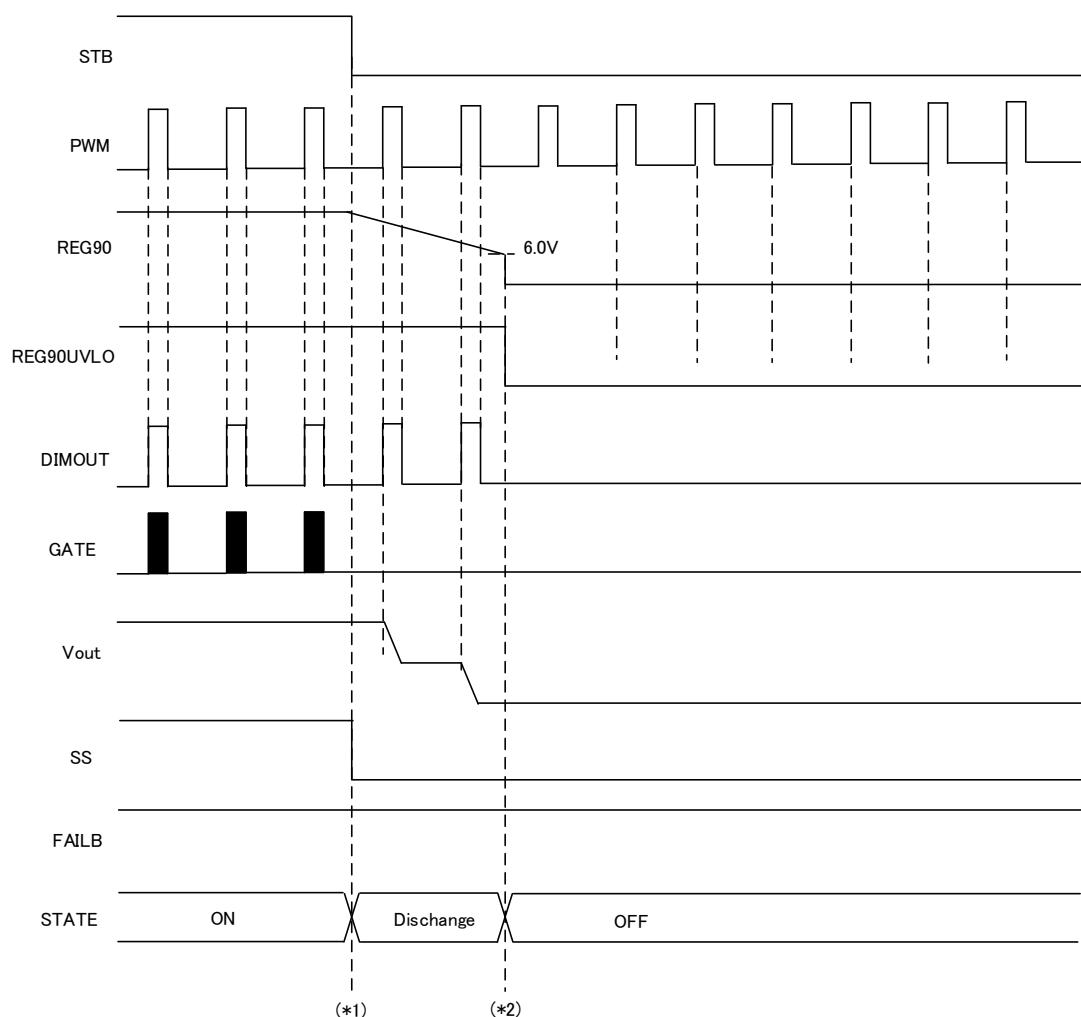 STB
PWM
REG90
6.0V
REG90UVLO
DIMOUT
GATE
Vout
SS
FAILB
STATE
ON
Dischange
OFF
(*1)
(*2)